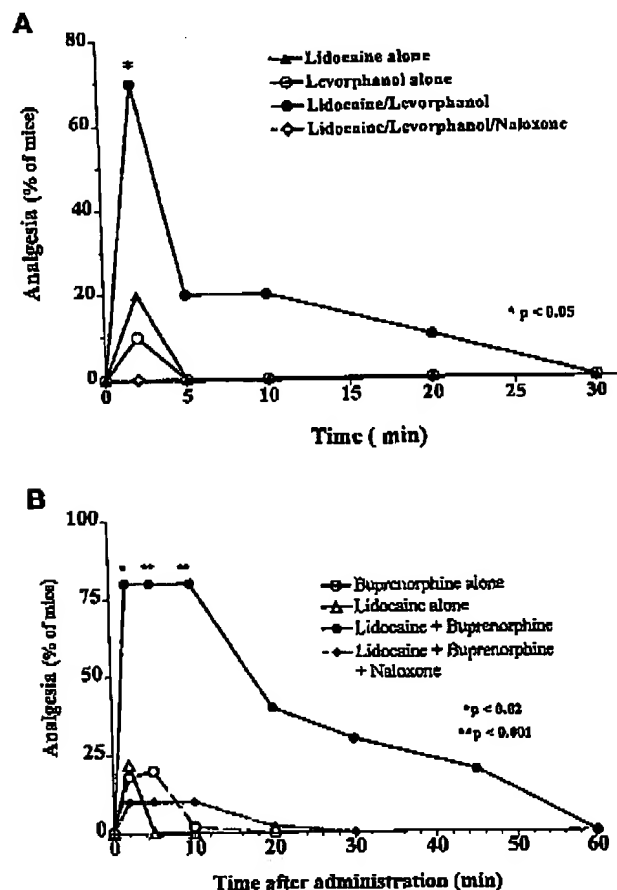 A
80
60
40
20
0
Analgesia (% of mice)
*
Lidocaine alone
Levorphanol alone
Lidocaine/Levorphanol
Lidocaine/Levorphanol/Naloxone
* p < 0.05
0 5 10 15 20 25 30
Time ( min)
B
100
75
50
25
0
Analgesia (% of mice)
* ** **
Buprenorphine alone
Lidocaine alone
Lidocaine + Buprenorphine
Lidocaine + Buprenorphine
+ Naloxone
*p < 0.02
**p < 0.001
0 10 20 30 40 50 60
Time after administration (min)